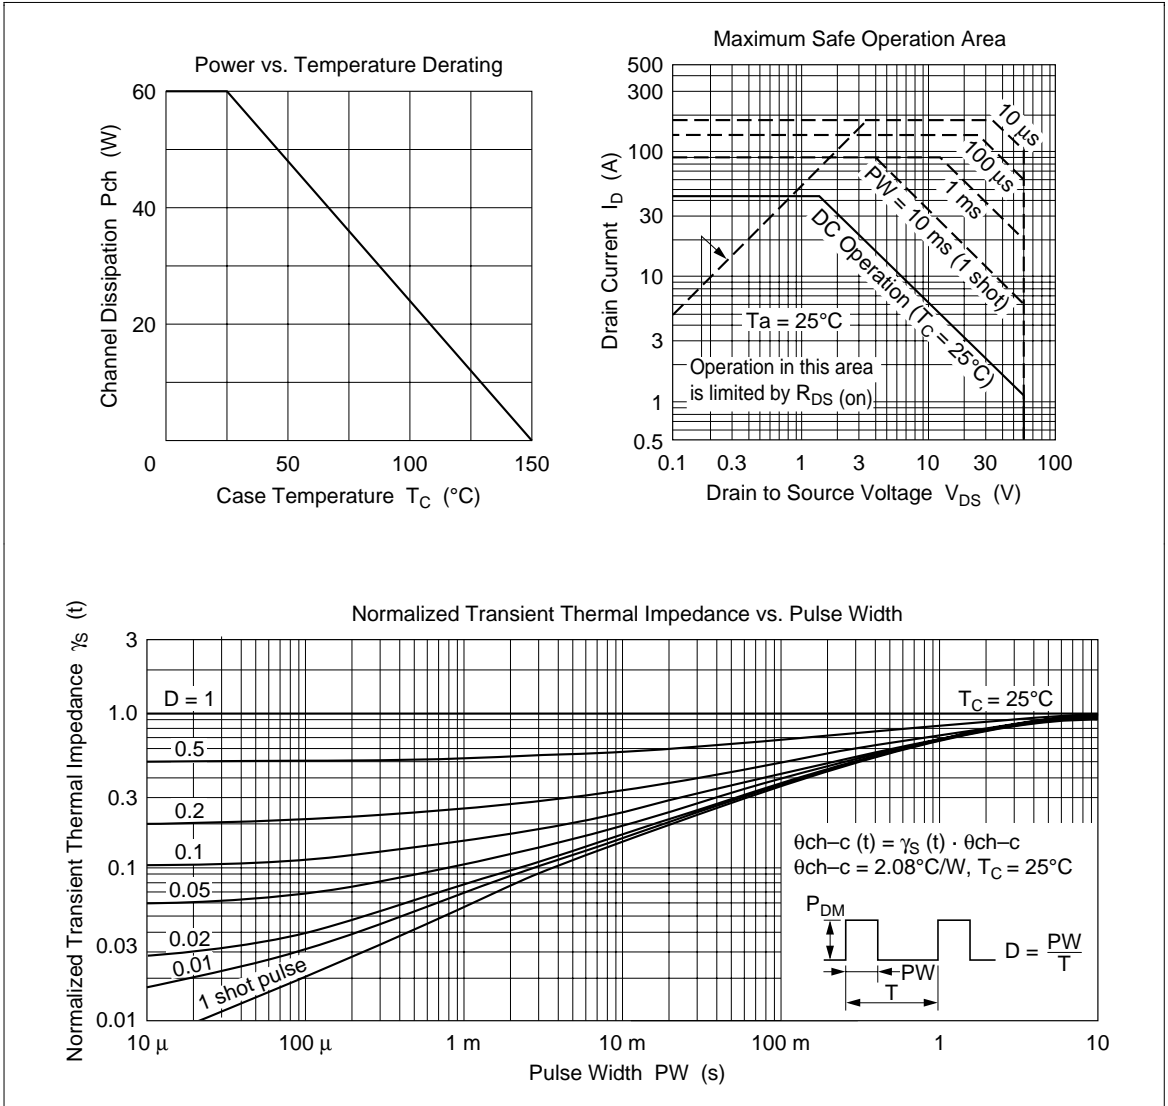 Power vs. Temperature Derating
60
40
20
0
50
100
150
Channel Dissipation Pch (W)
Case Temperature T_C (°C)
Maximum Safe Operation Area
500
300
100
30
10
3
1
0.5
0.1
0.3
1
3
10
30
100
Drain Current I_D (A)
Drain to Source Voltage V_DS (V)
10 μs
100 μs
1 ms
PW = 10 ms (1 shot)
DC Operation (T_C = 25°C)
Ta = 25°C
Operation in this area
is limited by R_DS (on)
Normalized Transient Thermal Impedance vs. Pulse Width
Normalized Transient Thermal Impedance γ_S (t)
3
1.0
0.3
0.1
0.03
0.01
D = 1
0.5
0.2
0.1
0.05
0.02
0.01
1 shot pulse
T_C = 25°C
θch–c (t) = γ_S (t) · θch–c
θch–c = 2.08°C/W, T_C = 25°C
P_DM
PW
T
D = PW/T
10 μ
100 μ
1 m
10 m
100 m
1
10
Pulse Width PW (s)